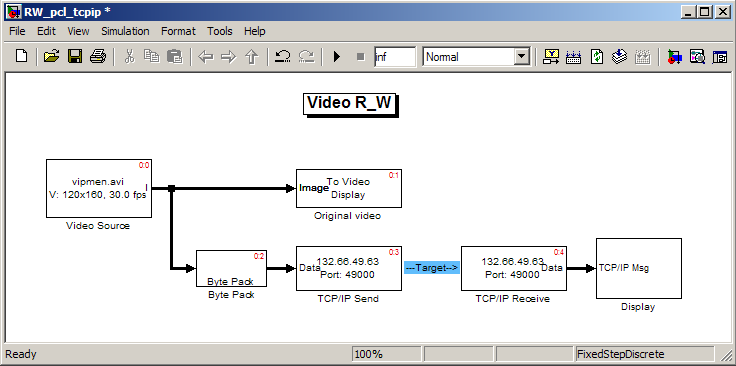 RW_pcl_tcpip *
File Edit View Simulation Format Tools Help
inf Normal
Video R_W
0:0
vipmen.avi
V: 120x160, 30.0 fps
I
Video Source
0:1
Image
To Video
Display
Original video
0:2
Byte Pack
Byte Pack
0:3
Data
132.66.49.63
Port: 49000
TCP/IP Send
---Target-->
0:4
132.66.49.63
Port: 49000
Data
TCP/IP Receive
TCP/IP Msg
Display
Ready 100% FixedStepDiscrete